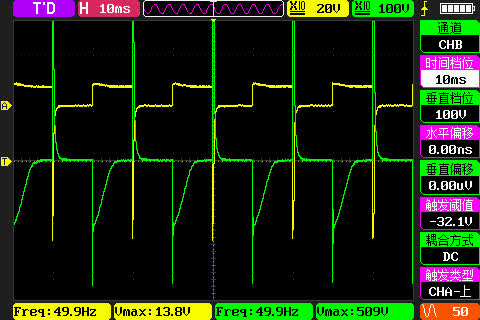 T'D H 10ms X10 20V X10 100V
通道
CHB
时间档位
10ms
垂直档位
100V
水平偏移
0.00ns
垂直偏移
0.00uV
触发阈值
-32.1V
耦合方式
DC
触发类型
CHA-上
A
T
Freq:49.9Hz Vmax:13.8V Freq:49.9Hz Vmax:509V 50